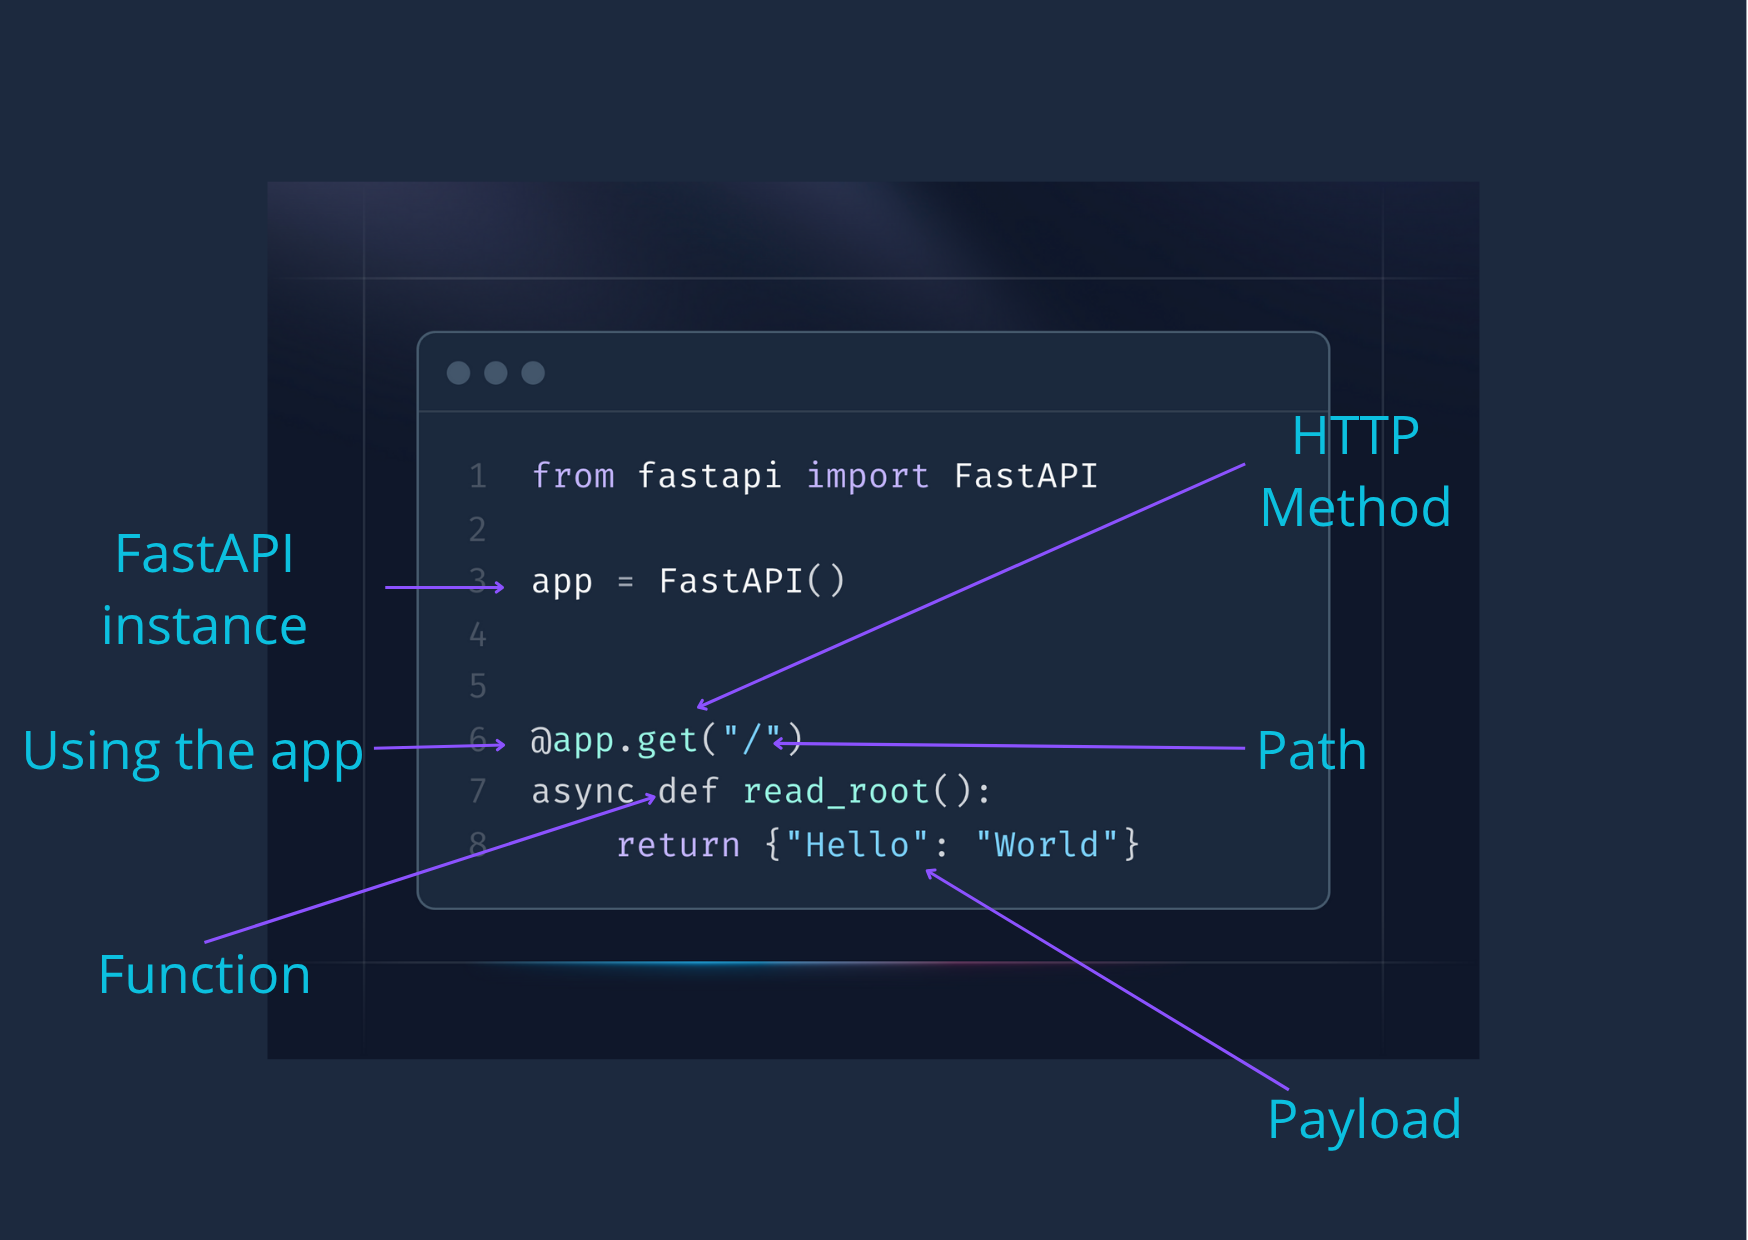 HTTP
Method
1 from fastapi import FastAPI
2
FastAPI
instance
3 app = FastAPI()
4
5
Using the app
6 @app.get("/")
Path
7 async def read_root():
8     return {"Hello": "World"}
Function
Payload